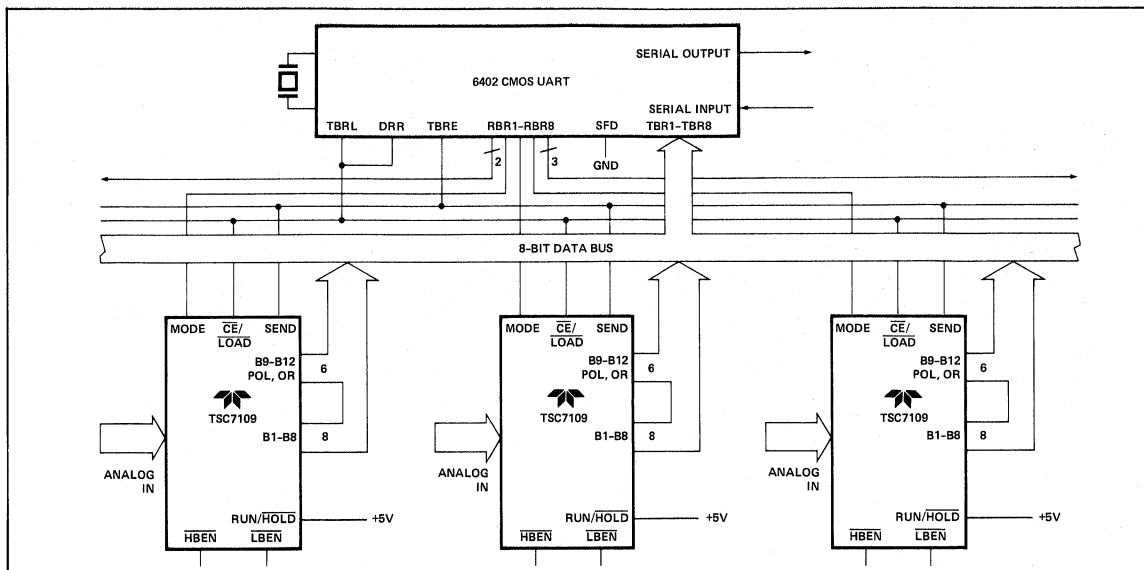 SERIAL OUTPUT
6402 CMOS UART
SERIAL INPUT
TBRL DRR TBRE RBR1–RBR8 SFD TBR1–TBR8
2 3 GND
8-BIT DATA BUS
MODE CE/ LOAD SEND
B9–B12
POL, OR
6
TSC7109
B1–B8
8
ANALOG
IN
RUN/HOLD
+5V
HBEN LBEN
MODE CE/ LOAD SEND
B9–B12
POL, OR
6
TSC7109
B1–B8
8
ANALOG
IN
RUN/HOLD
+5V
HBEN LBEN
MODE CE/ LOAD SEND
B9–B12
POL, OR
6
TSC7109
B1–B8
8
ANALOG
IN
RUN/HOLD
+5V
HBEN LBEN